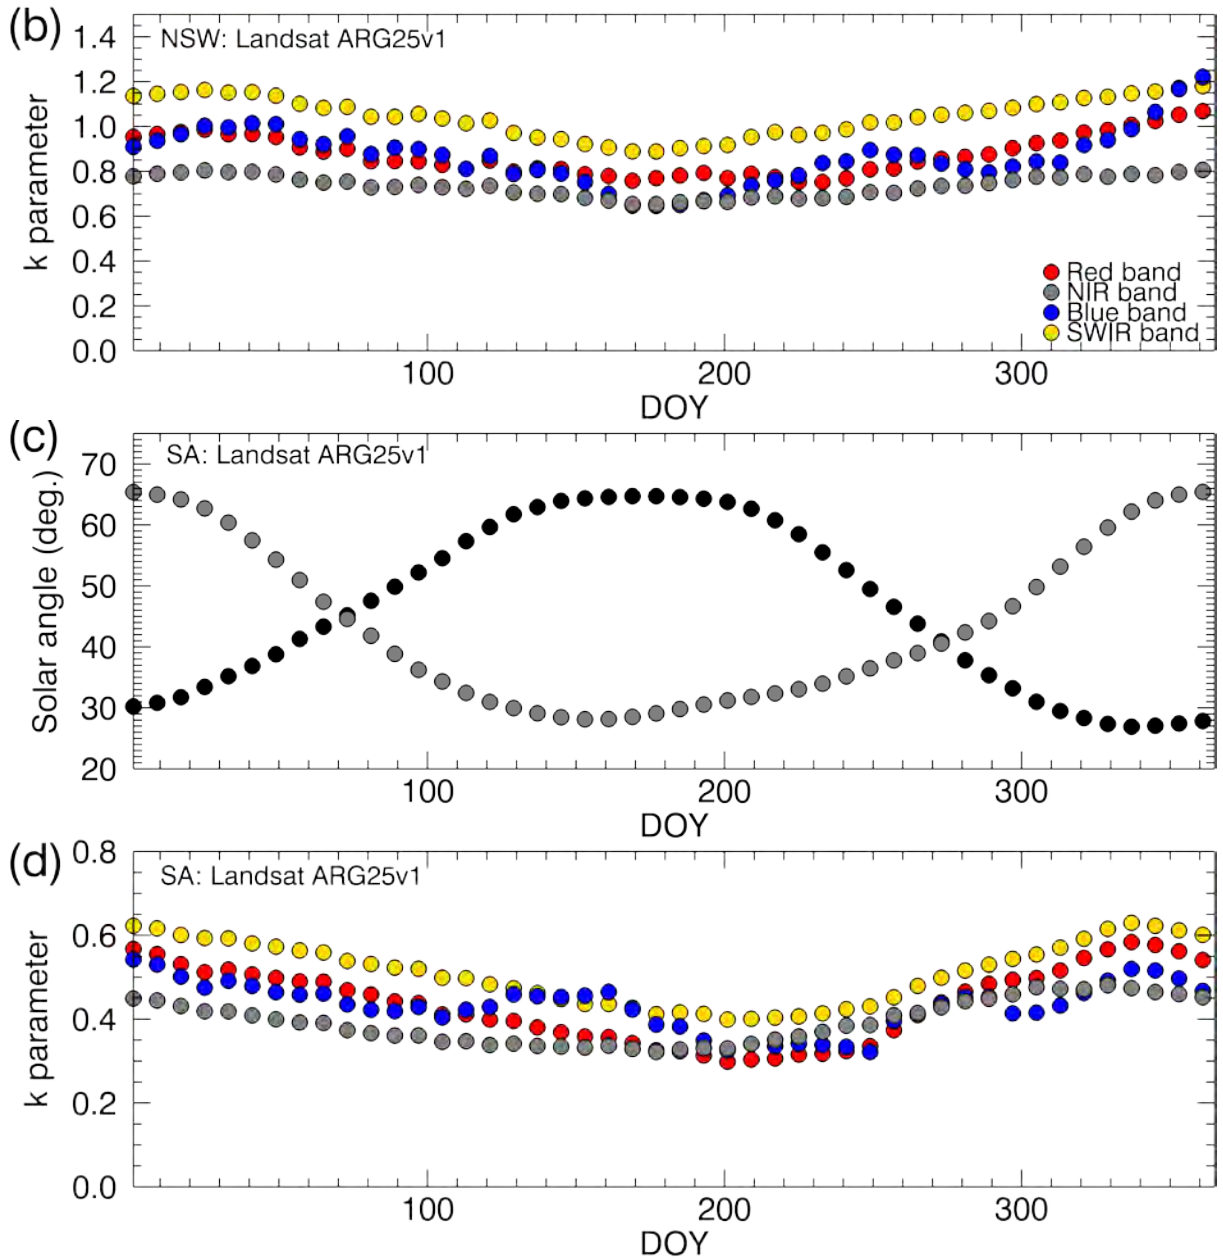 (b)
NSW: Landsat ARG25v1
k parameter
1.4
1.2
1.0
0.8
0.6
0.4
0.2
0.0
Red band
NIR band
Blue band
SWIR band
100 200 300
DOY
(c)
SA: Landsat ARG25v1
Solar angle (deg.)
70
60
50
40
30
20
100 200 300
DOY
(d)
SA: Landsat ARG25v1
k parameter
0.8
0.6
0.4
0.2
0.0
100 200 300
DOY